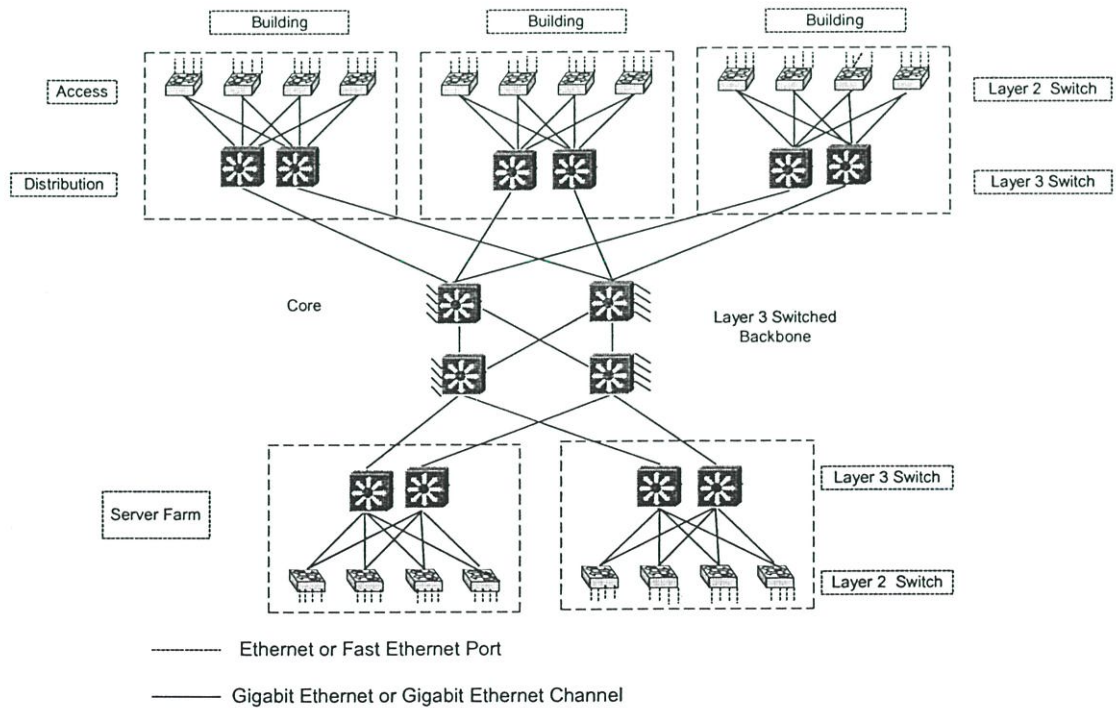 Building
Building
Building
Access
Layer 2 Switch
Distribution
Layer 3 Switch
Core
Layer 3 Switched
Backbone
Layer 3 Switch
Server Farm
Layer 2 Switch
Ethernet or Fast Ethernet Port
Gigabit Ethernet or Gigabit Ethernet Channel